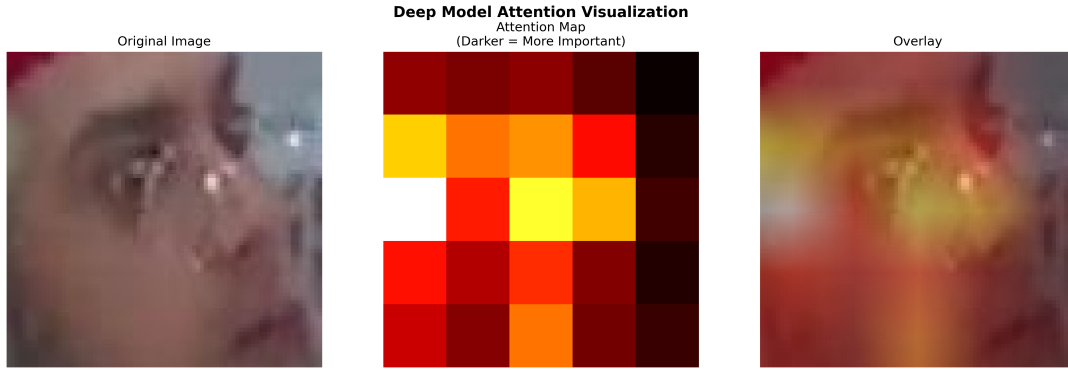 Deep Model Attention Visualization
Original Image
Attention Map
(Darker = More Important)
Overlay